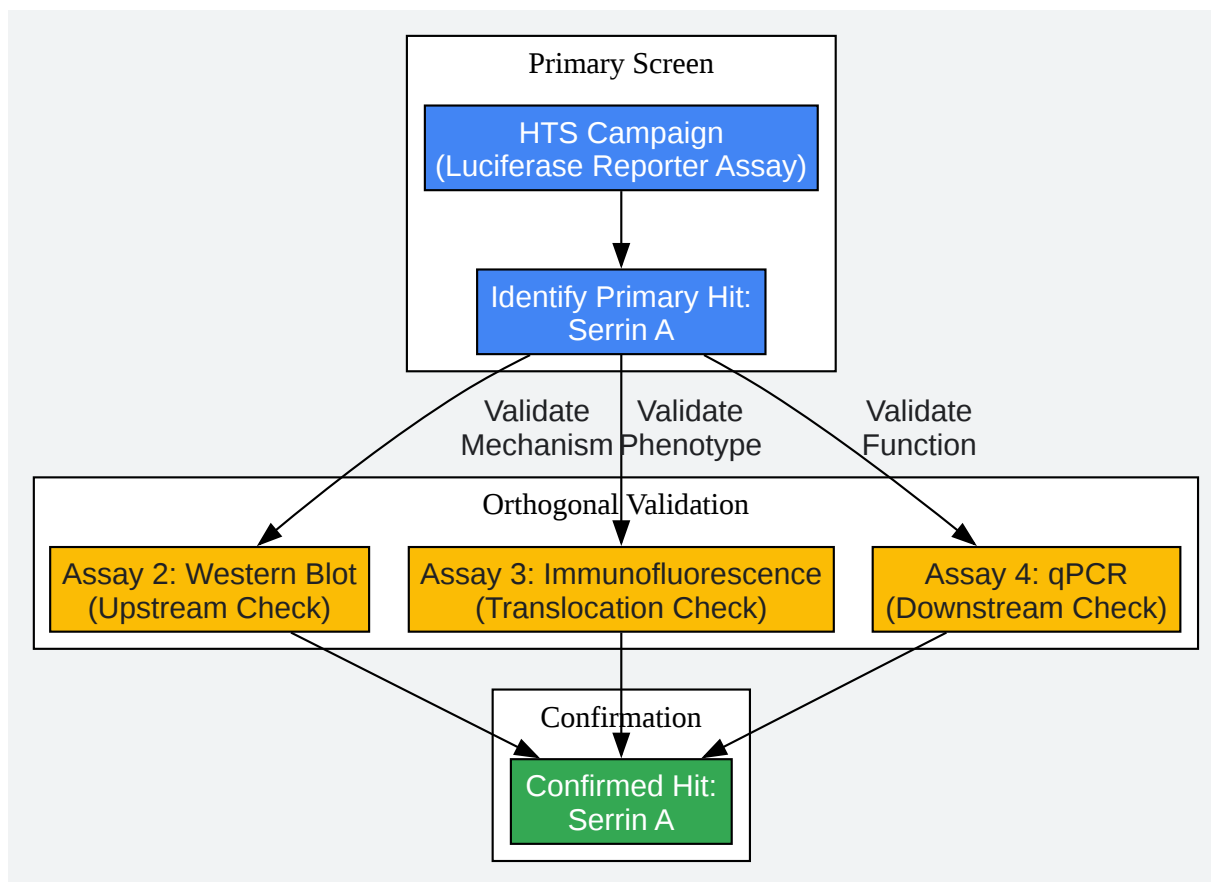 Primary Screen
HTS Campaign
(Luciferase Reporter Assay)
Identify Primary Hit:
Serrin A
Validate
Mechanism
Validate
Phenotype
Validate
Function
Orthogonal Validation
Assay 2: Western Blot
(Upstream Check)
Assay 3: Immunofluorescence
(Translocation Check)
Assay 4: qPCR
(Downstream Check)
Confirmation
Confirmed Hit:
Serrin A